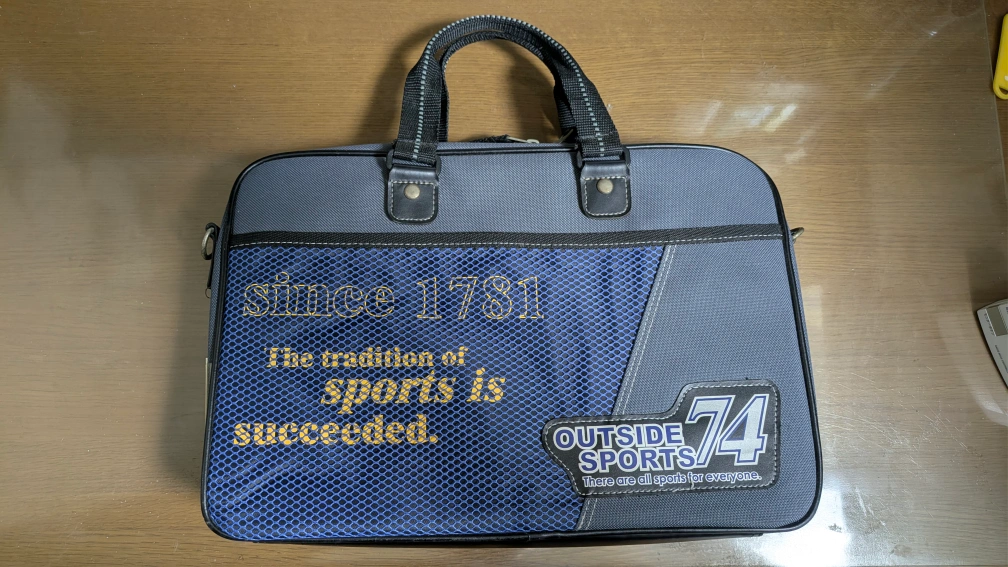 since 1781
The tradition of
sports is
succeeded.
OUTSIDE
SPORTS 74
There are all sports for everyone.